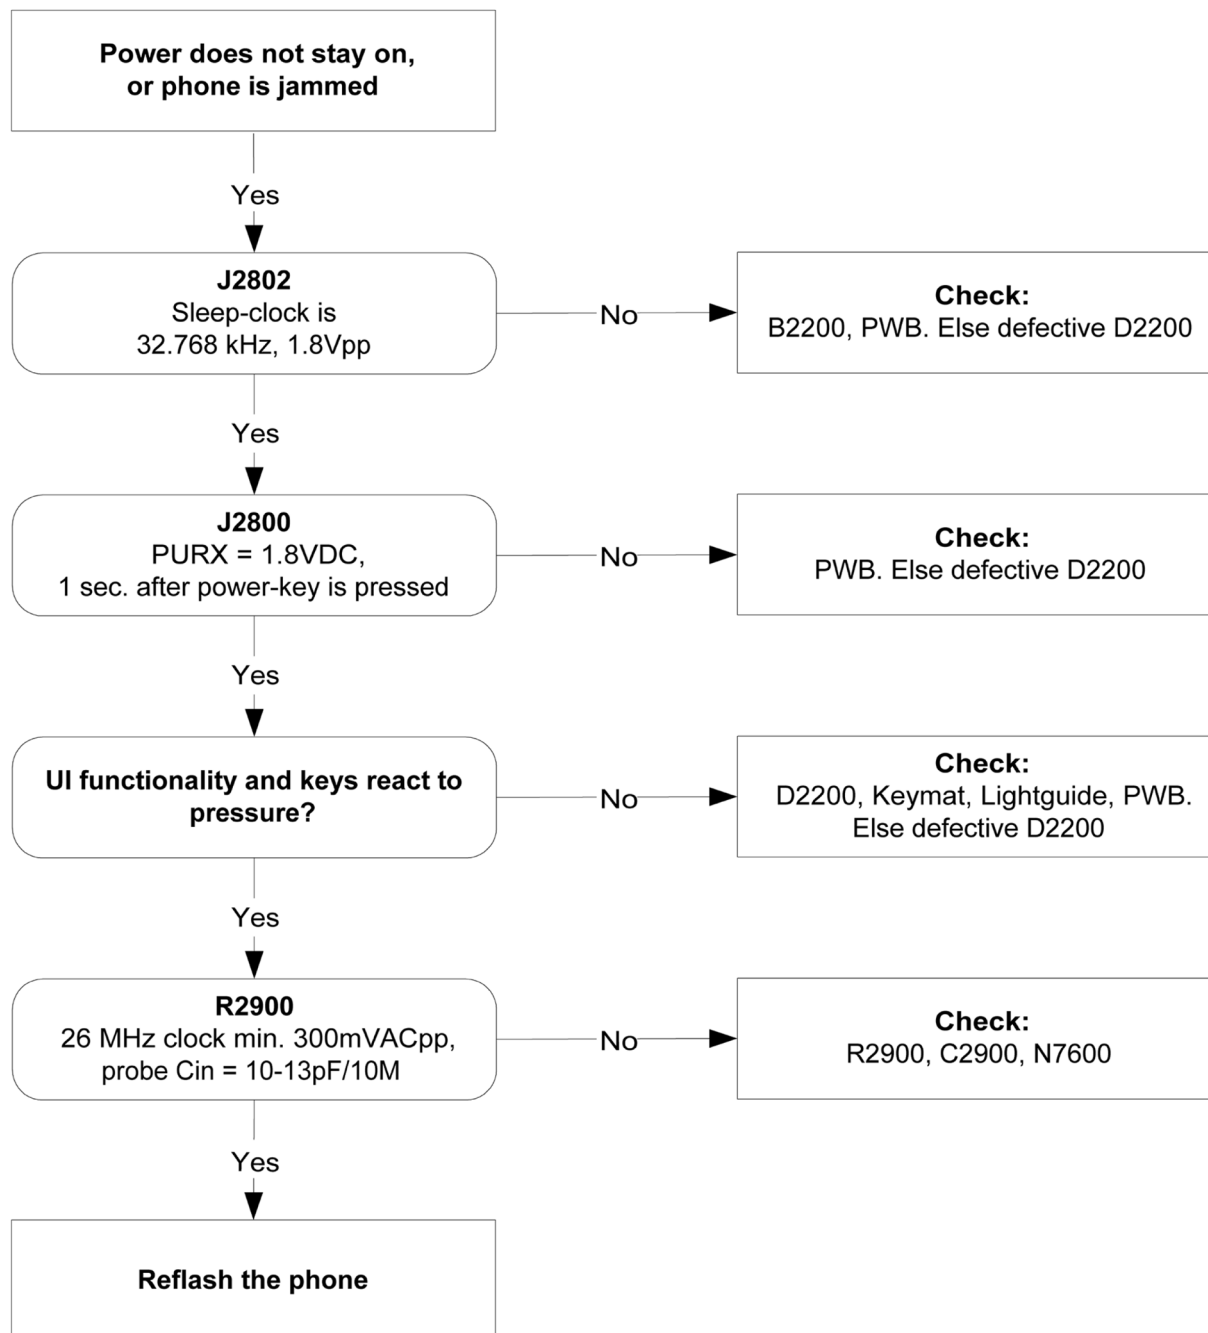 Power does not stay on,
or phone is jammed
Yes
J2802
Sleep-clock is
32.768 kHz, 1.8Vpp
No
Check:
B2200, PWB. Else defective D2200
Yes
J2800
PURX = 1.8VDC,
1 sec. after power-key is pressed
No
Check:
PWB. Else defective D2200
Yes
UI functionality and keys react to
pressure?
No
Check:
D2200, Keymat, Lightguide, PWB.
Else defective D2200
Yes
R2900
26 MHz clock min. 300mVACpp,
probe Cin = 10-13pF/10M
No
Check:
R2900, C2900, N7600
Yes
Reflash the phone